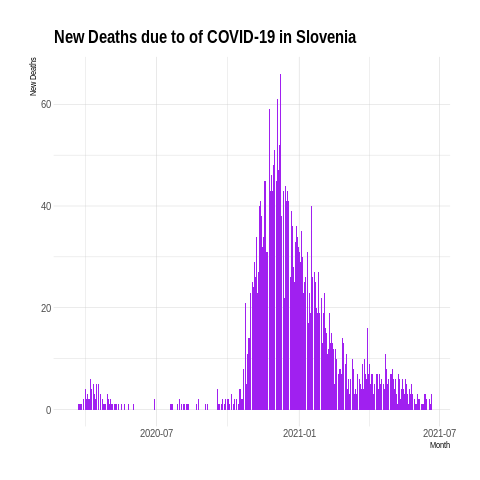 New Deaths due to of COVID-19 in Slovenia
New Deaths
60
40
20
0
2020-07
2021-01
2021-07
Month